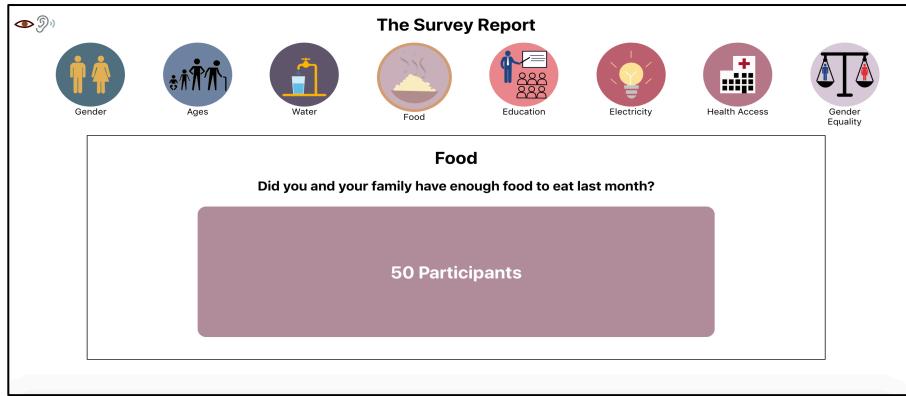 The Survey Report
Gender
Ages
Water
Food
Education
Electricity
Health Access
Gender
Equality
Food
Did you and your family have enough food to eat last month?
50 Participants